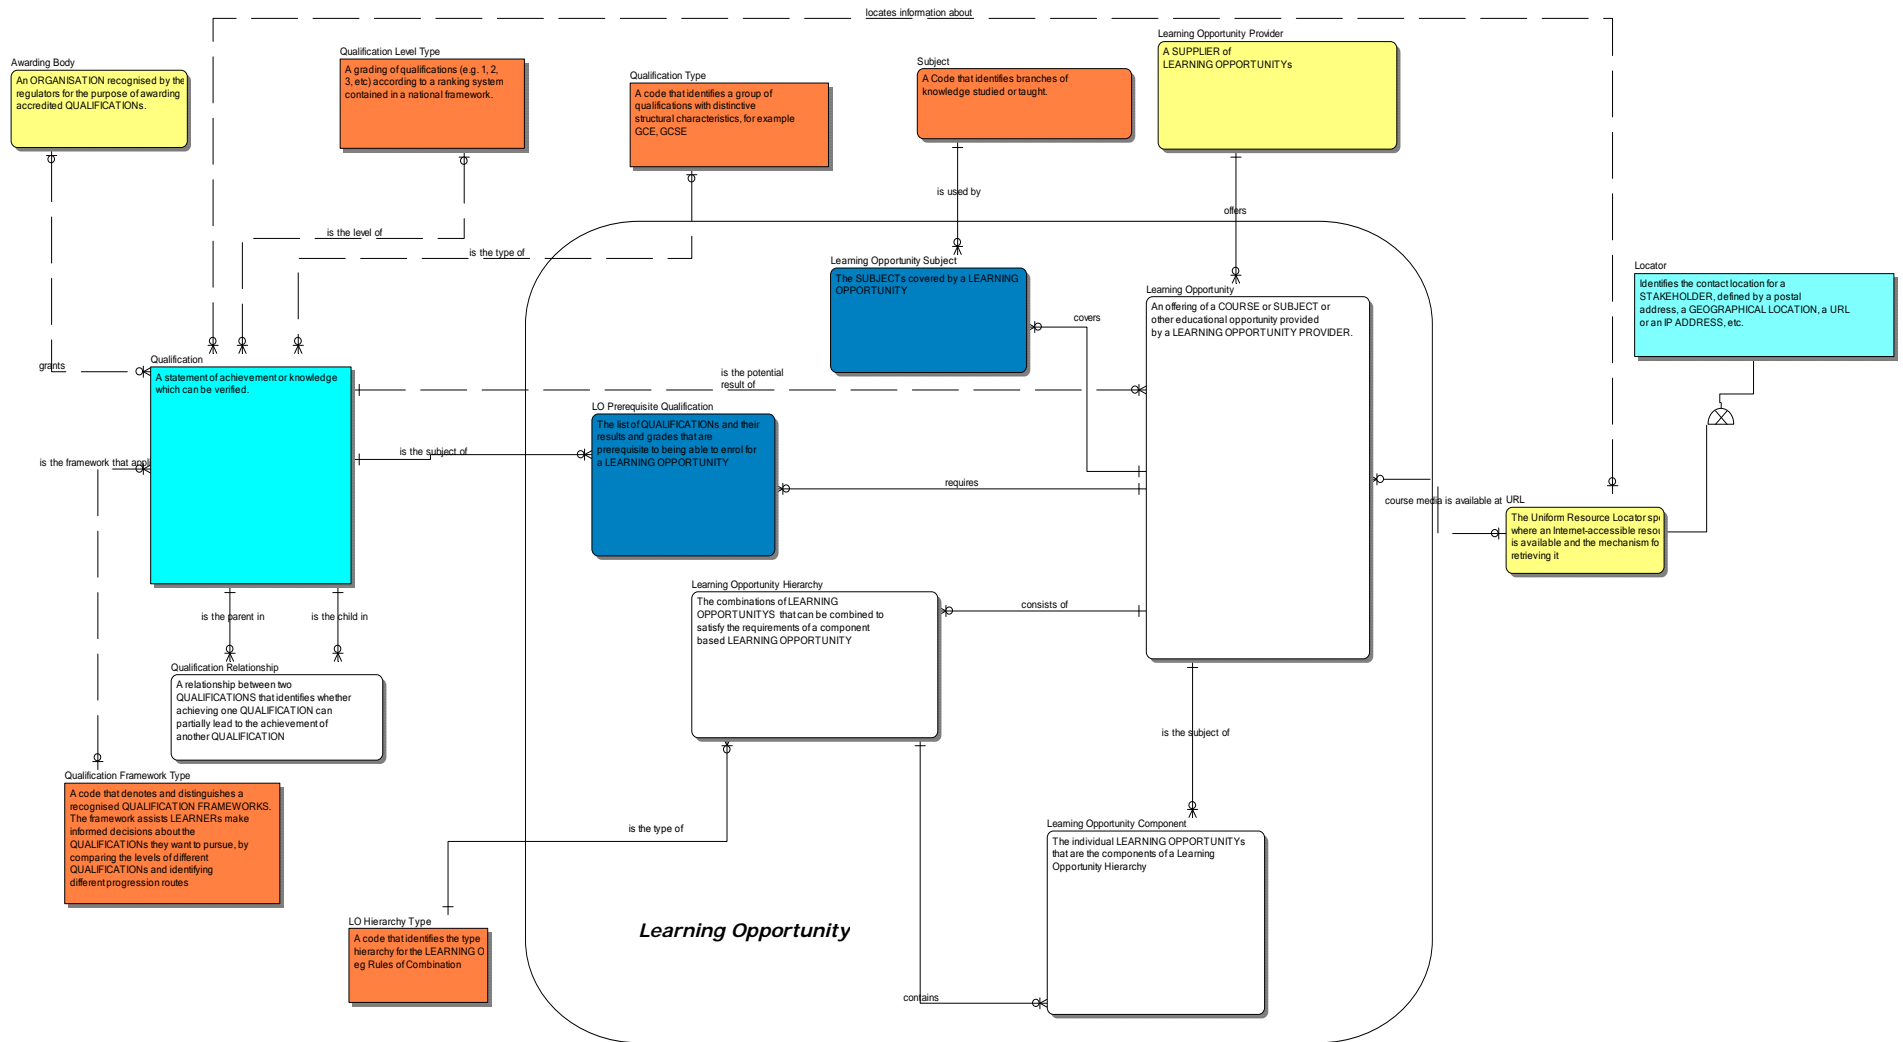 locates information about
Awarding Body
An ORGANISATION recognised by the
regulators for the purpose of awarding
accredited QUALIFICATIONs.
Qualification Level Type
A grading of qualifications (e.g. 1, 2,
3, etc) according to a ranking system
contained in a national framework.
Qualification Type
A code that identifies a group of
qualifications with distinctive
structural characteristics, for example
GCE, GCSE
Subject
A Code that identifies branches of
knowledge studied or taught.
Learning Opportunity Provider
A SUPPLIER of
LEARNING OPPORTUNITYs
is used by
offers
is the level of
is the type of
Learning Opportunity Subject
The SUBJECTs covered by a LEARNING
OPPORTUNITY
Learning Opportunity
An offering of a COURSE or SUBJECT or
other educational opportunity provided
by a LEARNING OPPORTUNITY PROVIDER.
Locator
Identifies the contact location for a
STAKEHOLDER, defined by a postal
address, a GEOGRAPHICAL LOCATION, a URL
or an IP ADDRESS, etc.
covers
grants
Qualification
A statement of achievement or knowledge
which can be verified.
is the potential
result of
LO Prerequisite Qualification
The list of QUALIFICATIONs and their
results and grades that are
prerequisite to being able to enrol for
a LEARNING OPPORTUNITY
is the subject of
is the framework that appl
requires
course media is available at
URL
The Uniform Resource Locator spe
where an Internet-accessible resou
is available and the mechanism fo
retrieving it
is the parent in
is the child in
Learning Opportunity Hierarchy
The combinations of LEARNING
OPPORTUNITYS that can be combined to
satisfy the requirements of a component
based LEARNING OPPORTUNITY
consists of
Qualification Relationship
A relationship between two
QUALIFICATIONS that identifies whether
achieving one QUALIFICATION can
partially lead to the achievement of
another QUALIFICATION
is the subject of
Qualification Framework Type
A code that denotes and distinguishes a
recognised QUALIFICATION FRAMEWORKS.
The framework assists LEARNERs make
informed decisions about the
QUALIFICATIONs they want to pursue, by
comparing the levels of different
QUALIFICATIONs and identifying
different progression routes
is the type of
Learning Opportunity Component
The individual LEARNING OPPORTUNITYs
that are the components of a Learning
Opportunity Hierarchy
LO Hierarchy Type
A code that identifies the type
hierarchy for the LEARNING O
eg Rules of Combination
Learning Opportunity
contains